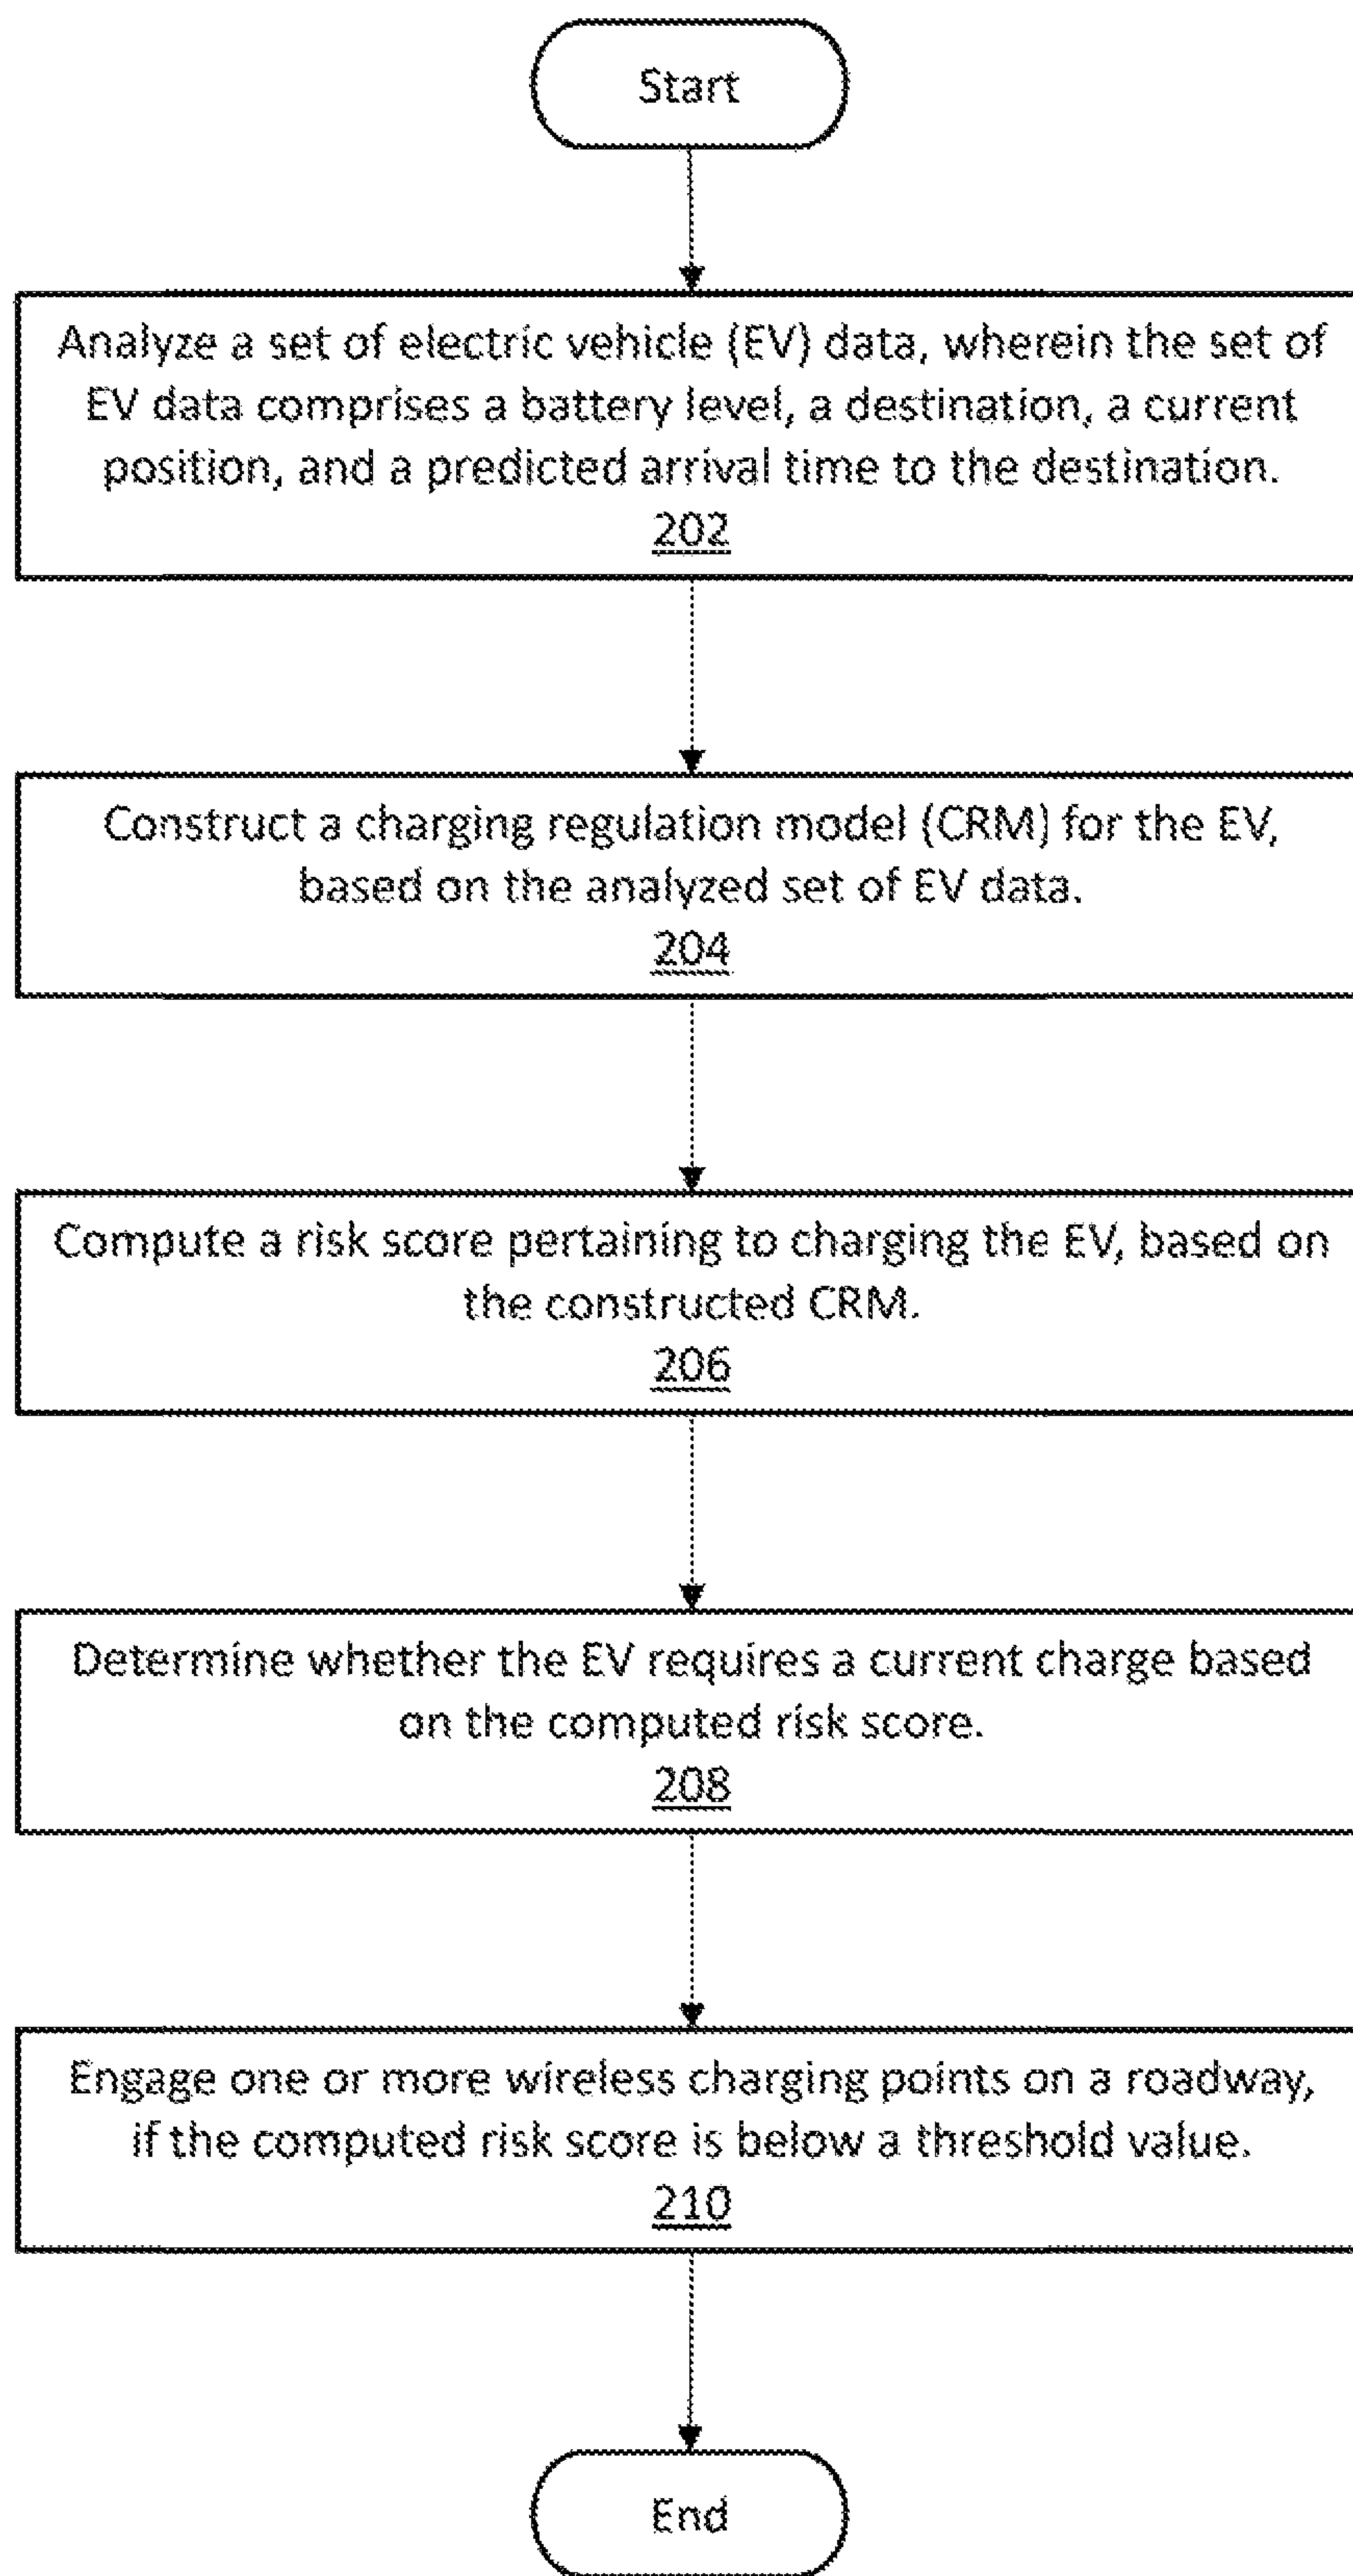 Start
Analyze a set of electric vehicle (EV) data, wherein the set of
EV data comprises a battery level, a destination, a current
position, and a predicted arrival time to the destination.
202
Construct a charging regulation model (CRM) for the EV,
based on the analyzed set of EV data.
204
Compute a risk score pertaining to charging the EV, based on
the constructed CRM.
206
Determine whether the EV requires a current charge based
on the computed risk score.
208
Engage one or more wireless charging points on a roadway,
if the computed risk score is below a threshold value.
210
End